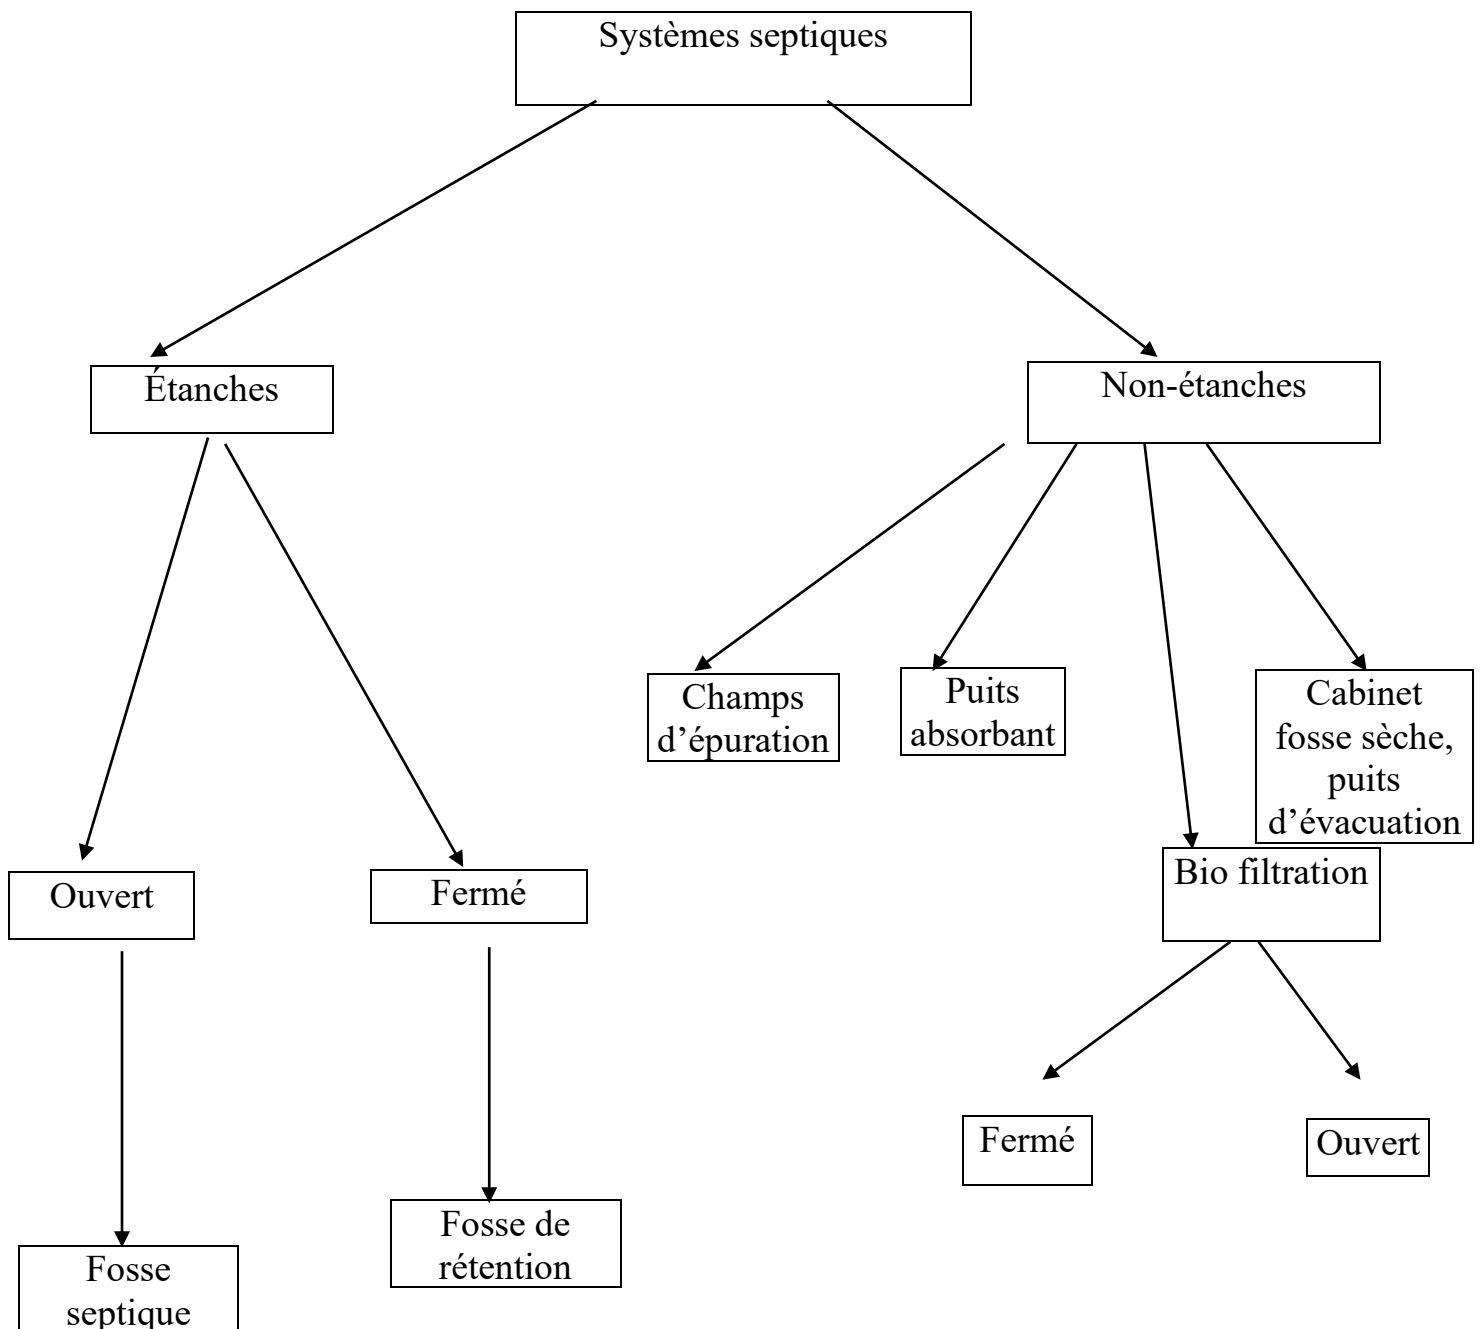 Systèmes septiques
Étanches
Non-étanches
Champs
d’épuration
Puits
absorbant
Cabinet
fosse sèche,
puits
d’évacuation
Bio filtration
Ouvert
Fermé
Fermé
Ouvert
Fosse de
rétention
Fosse
septique